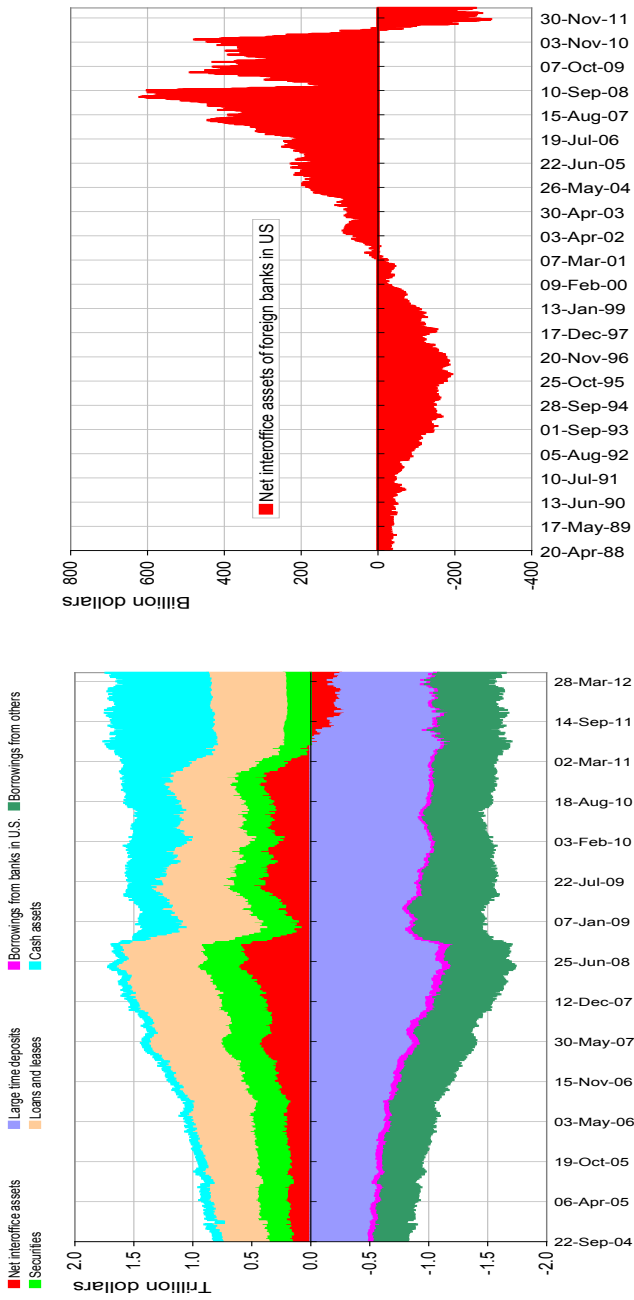 Net interoffice assets
Large time deposits
Borrowings from banks in U.S.
Borrowings from others
Securities
Loans and leases
Cash assets
Trillion dollars
2.0
1.5
1.0
0.5
0.0
-0.5
-1.0
-1.5
-2.0
22-Sep-04
06-Apr-05
19-Oct-05
03-May-06
15-Nov-06
30-May-07
12-Dec-07
25-Jun-08
07-Jan-09
22-Jul-09
03-Feb-10
18-Aug-10
02-Mar-11
14-Sep-11
28-Mar-12
Billion dollars
800
600
400
200
0
-200
-400
Net interoffice assets of foreign banks in US
20-Apr-88
17-May-89
13-Jun-90
10-Jul-91
05-Aug-92
01-Sep-93
28-Sep-94
25-Oct-95
20-Nov-96
17-Dec-97
13-Jan-99
09-Feb-00
07-Mar-01
03-Apr-02
30-Apr-03
26-May-04
22-Jun-05
19-Jul-06
15-Aug-07
10-Sep-08
07-Oct-09
03-Nov-10
30-Nov-11